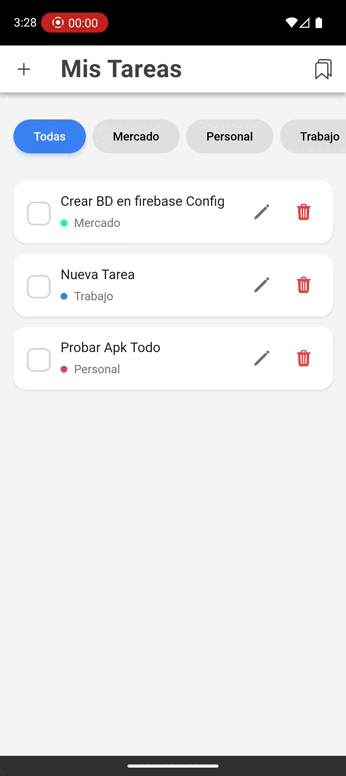 3:28 00:00
Mis Tareas
Todas Mercado Personal Trabajo
Crear BD en firebase Config
Mercado
Nueva Tarea
Trabajo
Probar Apk Todo
Personal